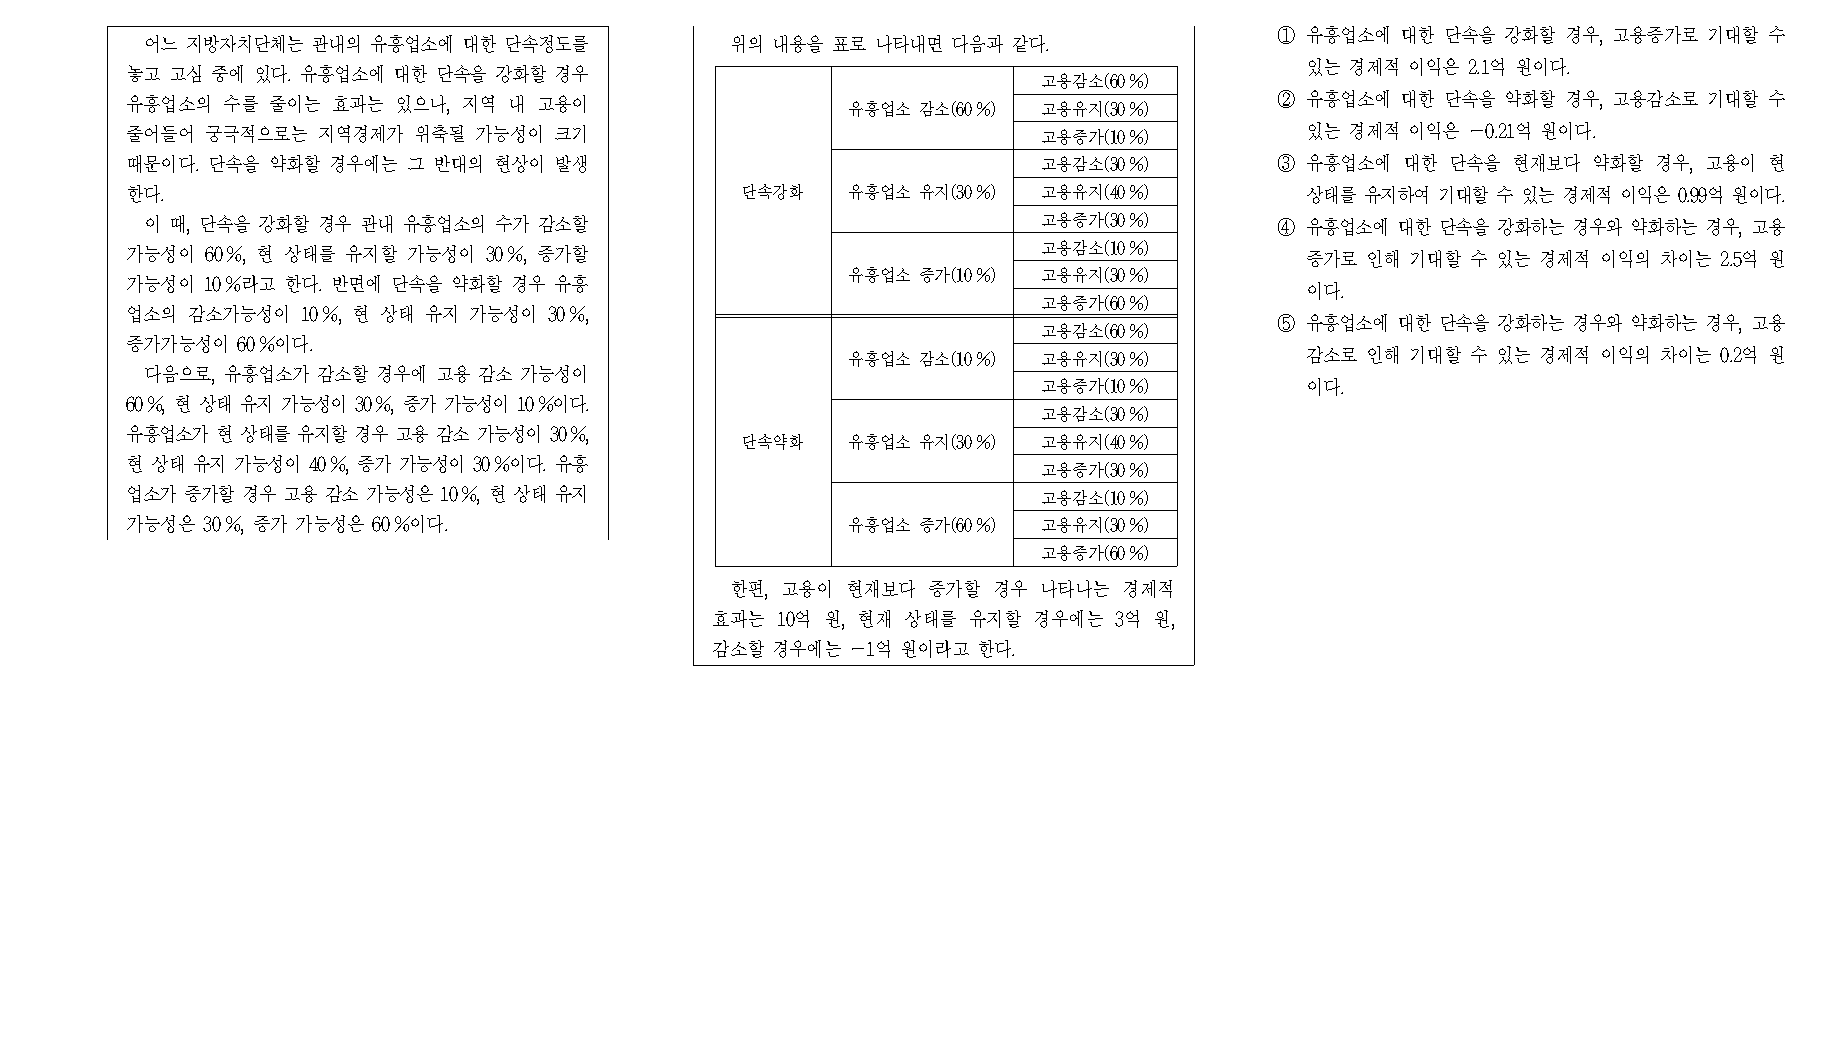 어느 지방자치단체는 관내의 유흥업소에 대한 단속정도를
놓고 고심 중에 있다. 유흥업소에 대한 단속을 강화할 경우
유흥업소의 수를 줄이는 효과는 있으나, 지역 내 고용이
줄어들어 궁극적으로는 지역경제가 위축될 가능성이 크기
때문이다. 단속을 약화할 경우에는 그 반대의 현상이 발생
한다.
이 때, 단속을 강화할 경우 관내 유흥업소의 수가 감소할
가능성이 60%, 현 상태를 유지할 가능성이 30%, 증가할
가능성이 10%라고 한다. 반면에 단속을 약화할 경우 유흥
업소의 감소가능성이 10%, 현 상태 유지 가능성이 30%,
증가가능성이 60%이다.
다음으로, 유흥업소가 감소할 경우에 고용 감소 가능성이
60%, 현 상태 유지 가능성이 30%, 증가 가능성이 10%이다.
유흥업소가 현 상태를 유지할 경우 고용 감소 가능성이 30%,
현 상태 유지 가능성이 40%, 증가 가능성이 30%이다. 유흥
업소가 증가할 경우 고용 감소 가능성은 10%, 현 상태 유지
가능성은 30%, 증가 가능성은 60%이다.
위의 내용을 표로 나타내면 다음과 같다.
단속강화
유흥업소 감소(60%)
고용감소(60%)
고용유지(30%)
고용증가(10%)
유흥업소 유지(30%)
고용감소(30%)
고용유지(40%)
고용증가(30%)
유흥업소 증가(10%)
고용감소(10%)
고용유지(30%)
고용증가(60%)
단속약화
유흥업소 감소(10%)
고용감소(60%)
고용유지(30%)
고용증가(10%)
유흥업소 유지(30%)
고용감소(30%)
고용유지(40%)
고용증가(30%)
유흥업소 증가(60%)
고용감소(10%)
고용유지(30%)
고용증가(60%)
한편, 고용이 현재보다 증가할 경우 나타나는 경제적
효과는 10억 원, 현재 상태를 유지할 경우에는 3억 원,
감소할 경우에는 −1억 원이라고 한다.
① 유흥업소에 대한 단속을 강화할 경우, 고용증가로 기대할 수
있는 경제적 이익은 2.1억 원이다.
② 유흥업소에 대한 단속을 약화할 경우, 고용감소로 기대할 수
있는 경제적 이익은 −0.21억 원이다.
③ 유흥업소에 대한 단속을 현재보다 약화할 경우, 고용이 현
상태를 유지하여 기대할 수 있는 경제적 이익은 0.99억 원이다.
④ 유흥업소에 대한 단속을 강화하는 경우와 약화하는 경우, 고용
증가로 인해 기대할 수 있는 경제적 이익의 차이는 2.5억 원
이다.
⑤ 유흥업소에 대한 단속을 강화하는 경우와 약화하는 경우, 고용
감소로 인해 기대할 수 있는 경제적 이익의 차이는 0.2억 원
이다.